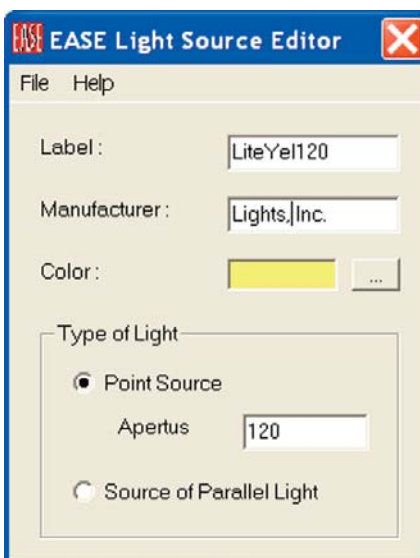 EASE EASE Light Source Editor
File Help
Label : LiteYel120
Manufacturer : Lights, Inc.
Color : ...
Type of Light
Point Source
Apertus 120
Source of Parallel Light